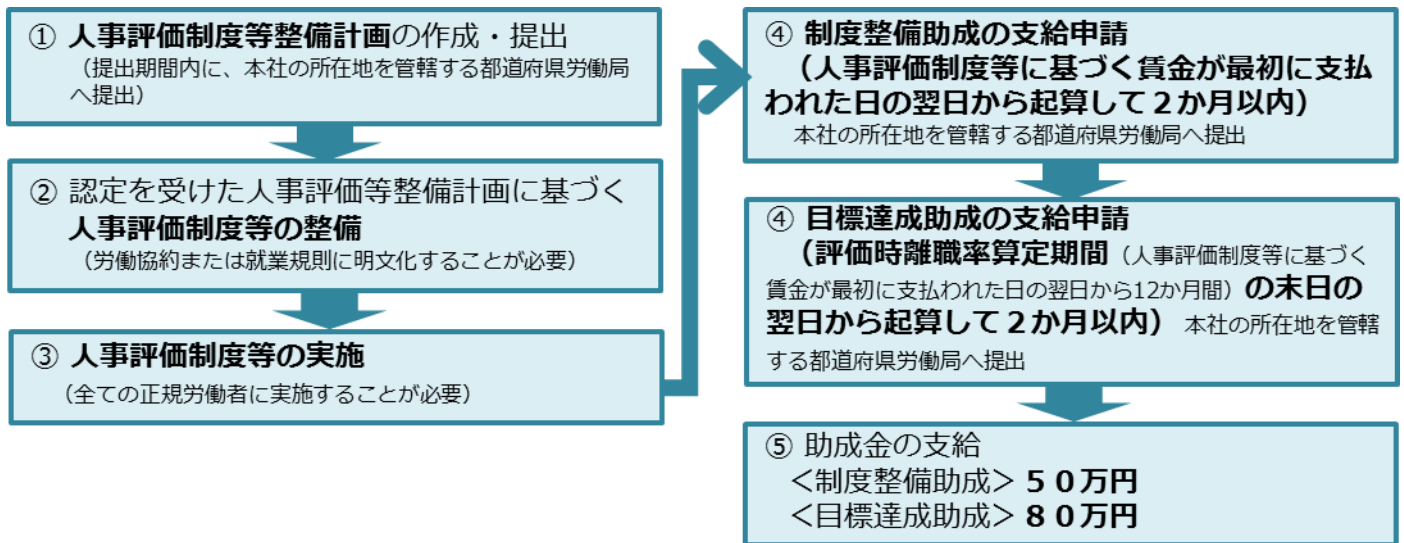 ① 人事評価制度等整備計画の作成・提出
（提出期間内に、本社の所在地を管轄する都道府県労働局
へ提出）
② 認定を受けた人事評価等整備計画に基づく
人事評価制度等の整備
（労働協約または就業規則に明文化することが必要）
③ 人事評価制度等の実施
（全ての正規労働者に実施することが必要）
④ 制度整備助成の支給申請
（人事評価制度等に基づく賃金が最初に支払
われた日の翌日から起算して２か月以内）
本社の所在地を管轄する都道府県労働局へ提出
④ 目標達成助成の支給申請
（評価時離職率算定期間（人事評価制度等に基づく
賃金が最初に支払われた日の翌日から12か月間）の末日の
翌日から起算して２か月以内） 本社の所在地を管轄
する都道府県労働局へ提出
⑤ 助成金の支給
＜制度整備助成＞５０万円
＜目標達成助成＞８０万円